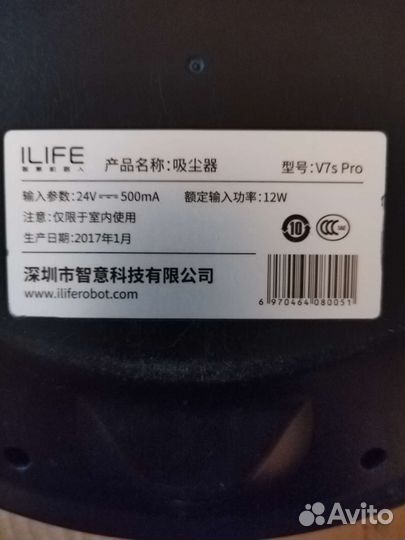 ILIFE
智意机器人
产品名称:吸尘器
型号:V7s Pro
输入参数:24V⎓500mA
额定输入功率:12W
注意:仅限于室内使用
生产日期:2017年1月
10
CCC
S&E
深圳市智意科技有限公司
www.iliferobot.com
6 970464 080051
Avito